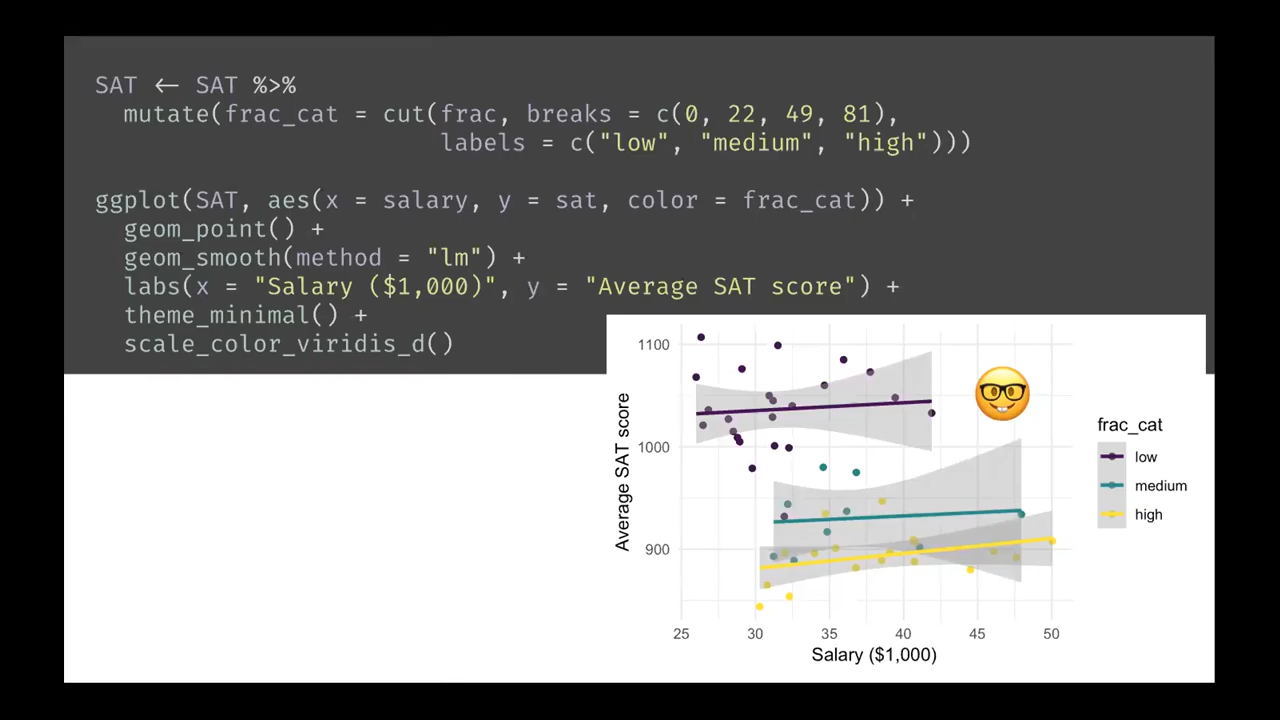 SAT <- SAT %>%
  mutate(frac_cat = cut(frac, breaks = c(0, 22, 49, 81),
                        labels = c("low", "medium", "high")))

ggplot(SAT, aes(x = salary, y = sat, color = frac_cat)) +
  geom_point() +
  geom_smooth(method = "lm") +
  labs(x = "Salary ($1,000)", y = "Average SAT score") +
  theme_minimal() +
  scale_color_viridis_d()
1100
1000
900
Average SAT score
25 30 35 40 45 50
Salary ($1,000)
frac_cat
low
medium
high